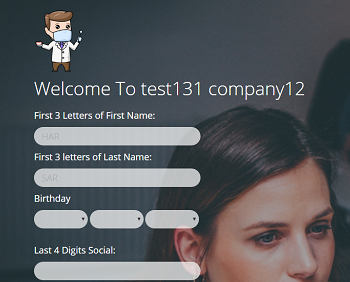 Welcome To test131 company12
First 3 Letters of First Name:
HAR
First 3 letters of Last Name:
SAR
Birthday
Last 4 Digits Social: